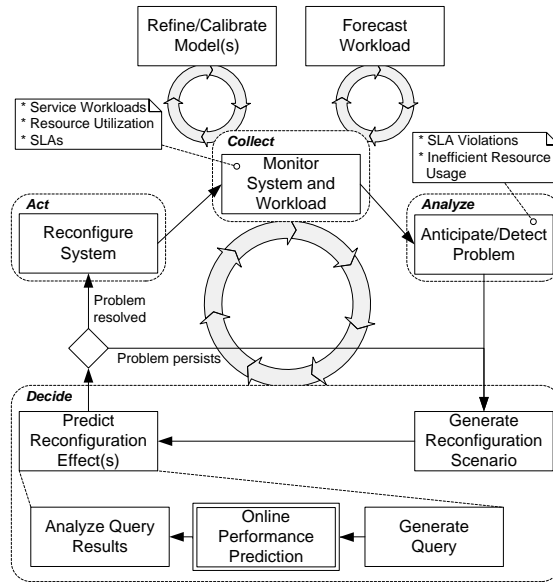 Refine/Calibrate
Model(s)
Forecast
Workload
* Service Workloads
* Resource Utilization
* SLAs
Collect
Monitor
System and
Workload
* SLA Violations
* Inefficient Resource
Usage
Act
Reconfigure
System
Analyze
Anticipate/Detect
Problem
Problem
resolved
Problem persists
Decide
Predict
Reconfiguration
Effect(s)
Generate
Reconfiguration
Scenario
Analyze Query
Results
Online
Performance
Prediction
Generate
Query